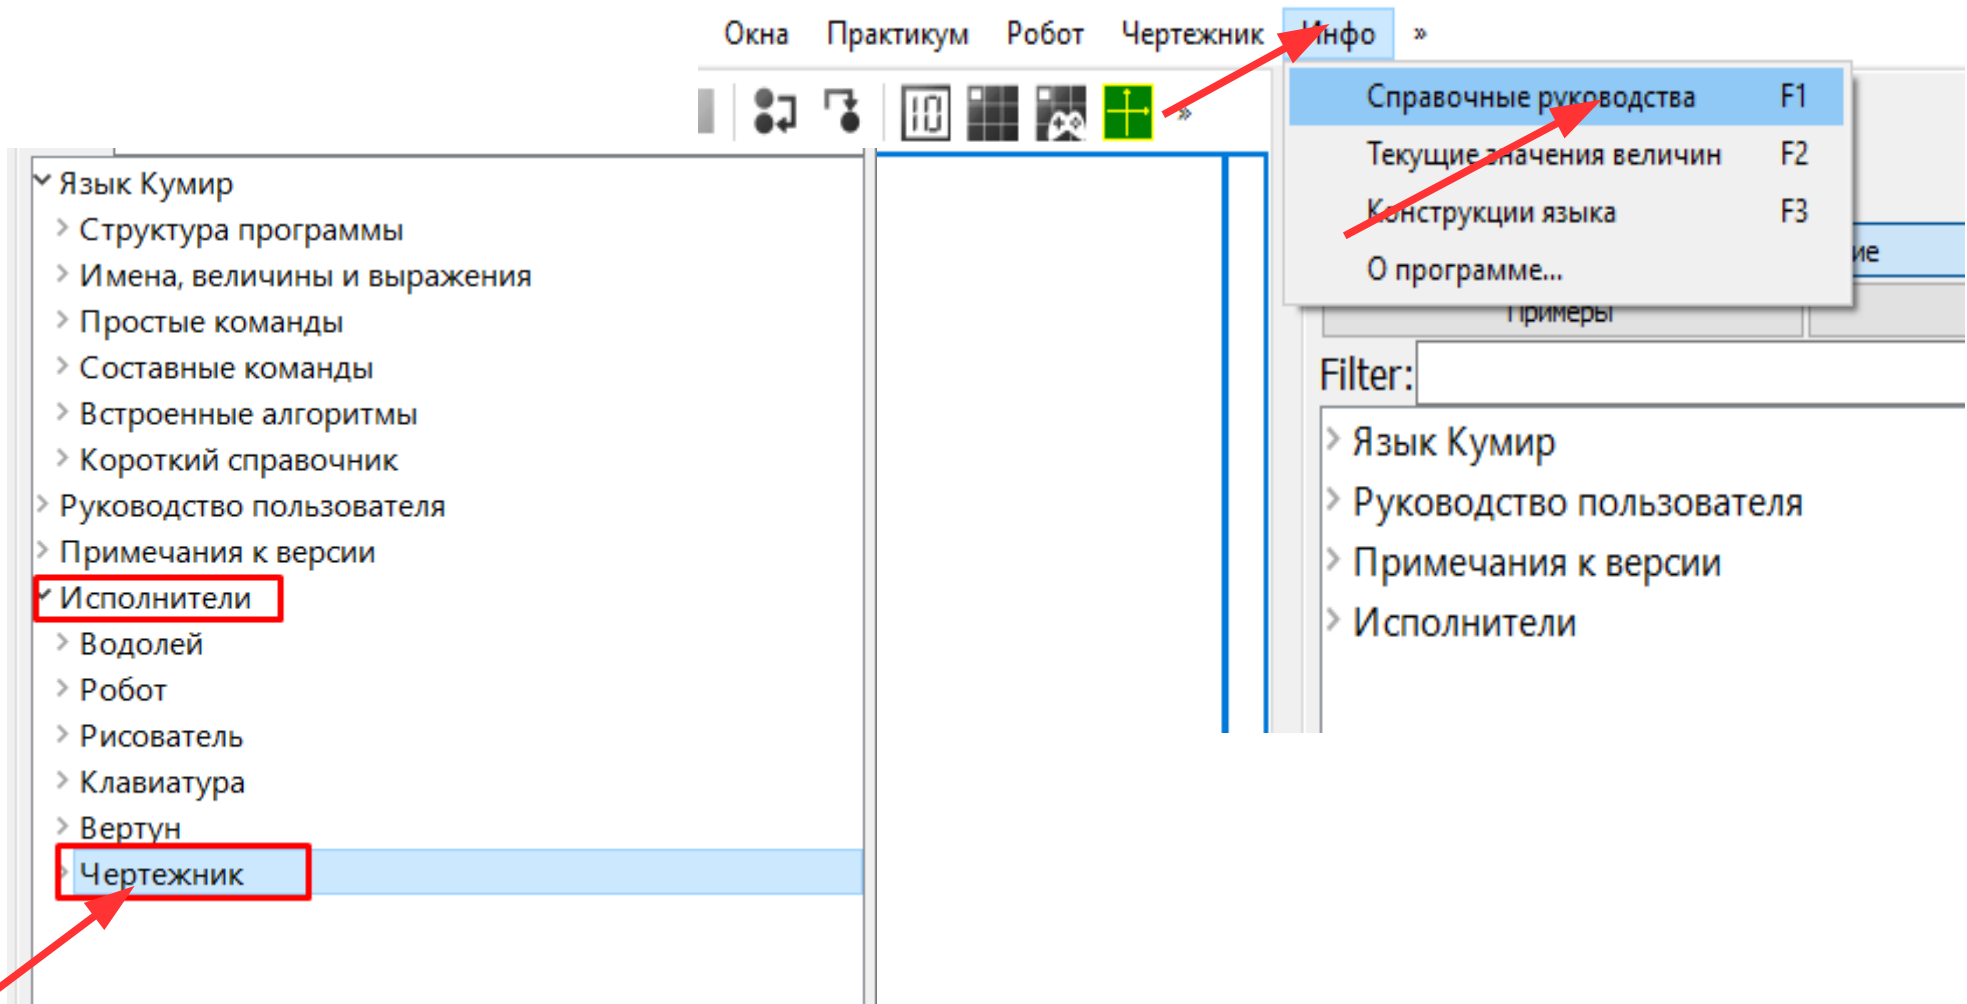 Окна Практикум Робот Чертежник Инфо »
»
Справочные руководства F1
Текущие значения величин F2
Конструкции языка F3
О программе...
ие
Примеры
Filter:
Язык Кумир
Руководство пользователя
Примечания к версии
Исполнители
Язык Кумир
Структура программы
Имена, величины и выражения
Простые команды
Составные команды
Встроенные алгоритмы
Короткий справочник
Руководство пользователя
Примечания к версии
Исполнители
Водолей
Робот
Рисователь
Клавиатура
Вертун
Чертежник